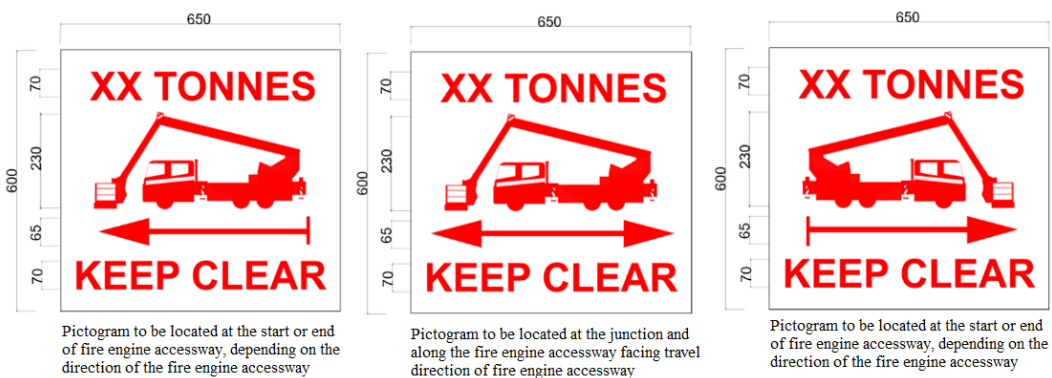 650
70
230
600
65
70
XX TONNES
KEEP CLEAR
Pictogram to be located at the start or end
of fire engine accessway, depending on the
direction of the fire engine accessway
650
70
230
600
65
70
XX TONNES
KEEP CLEAR
Pictogram to be located at the junction and
along the fire engine accessway facing travel
direction of fire engine accessway
650
70
230
600
65
70
XX TONNES
KEEP CLEAR
Pictogram to be located at the start or end
of fire engine accessway, depending on the
direction of the fire engine accessway